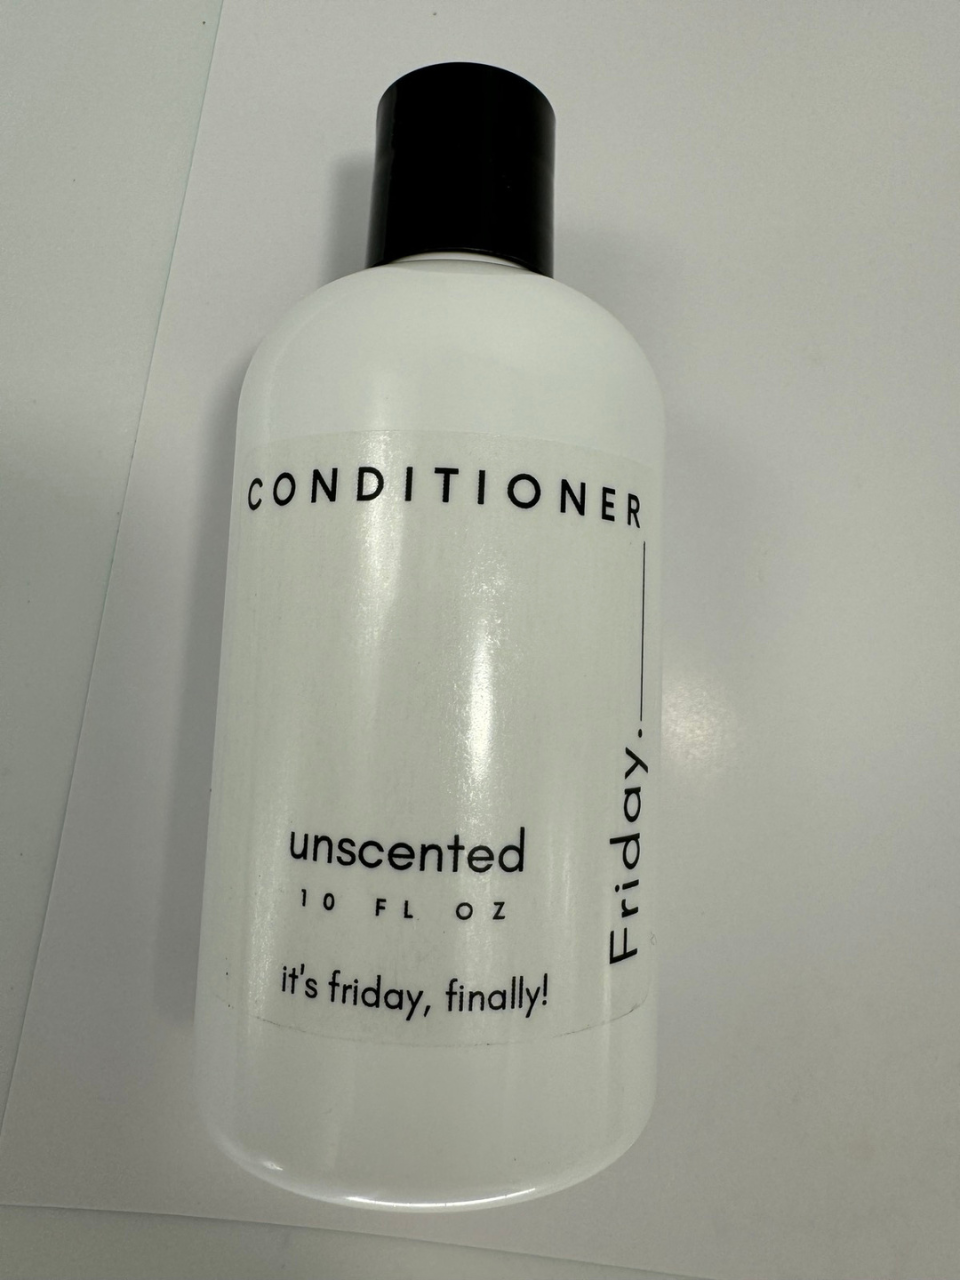 CONDITIONER
Friday.
unscented
10 FL OZ
it's friday, finally!